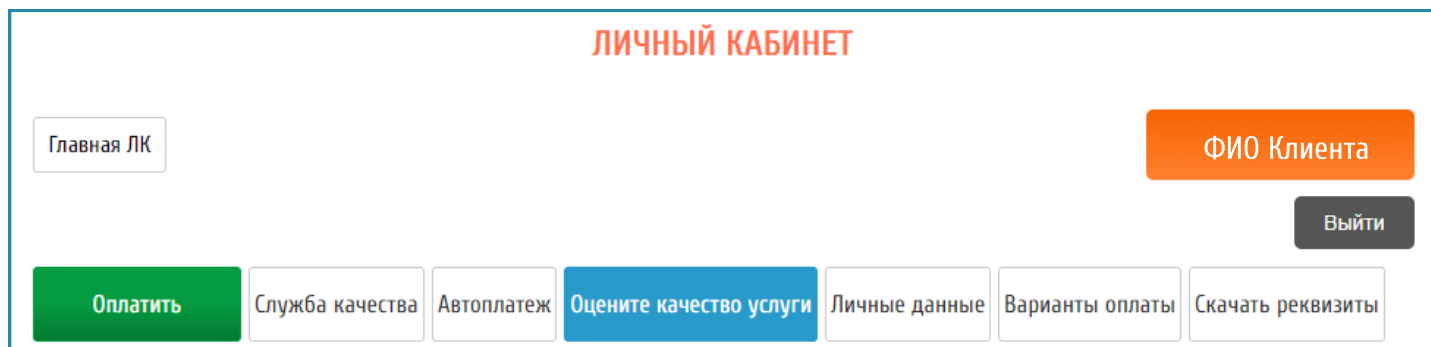 ЛИЧНЫЙ КАБИНЕТ
Главная ЛК
ФИО Клиента
Выйти
Оплатить Служба качества Автоплатеж Оцените качество услуги Личные данные Варианты оплаты Скачать реквизиты